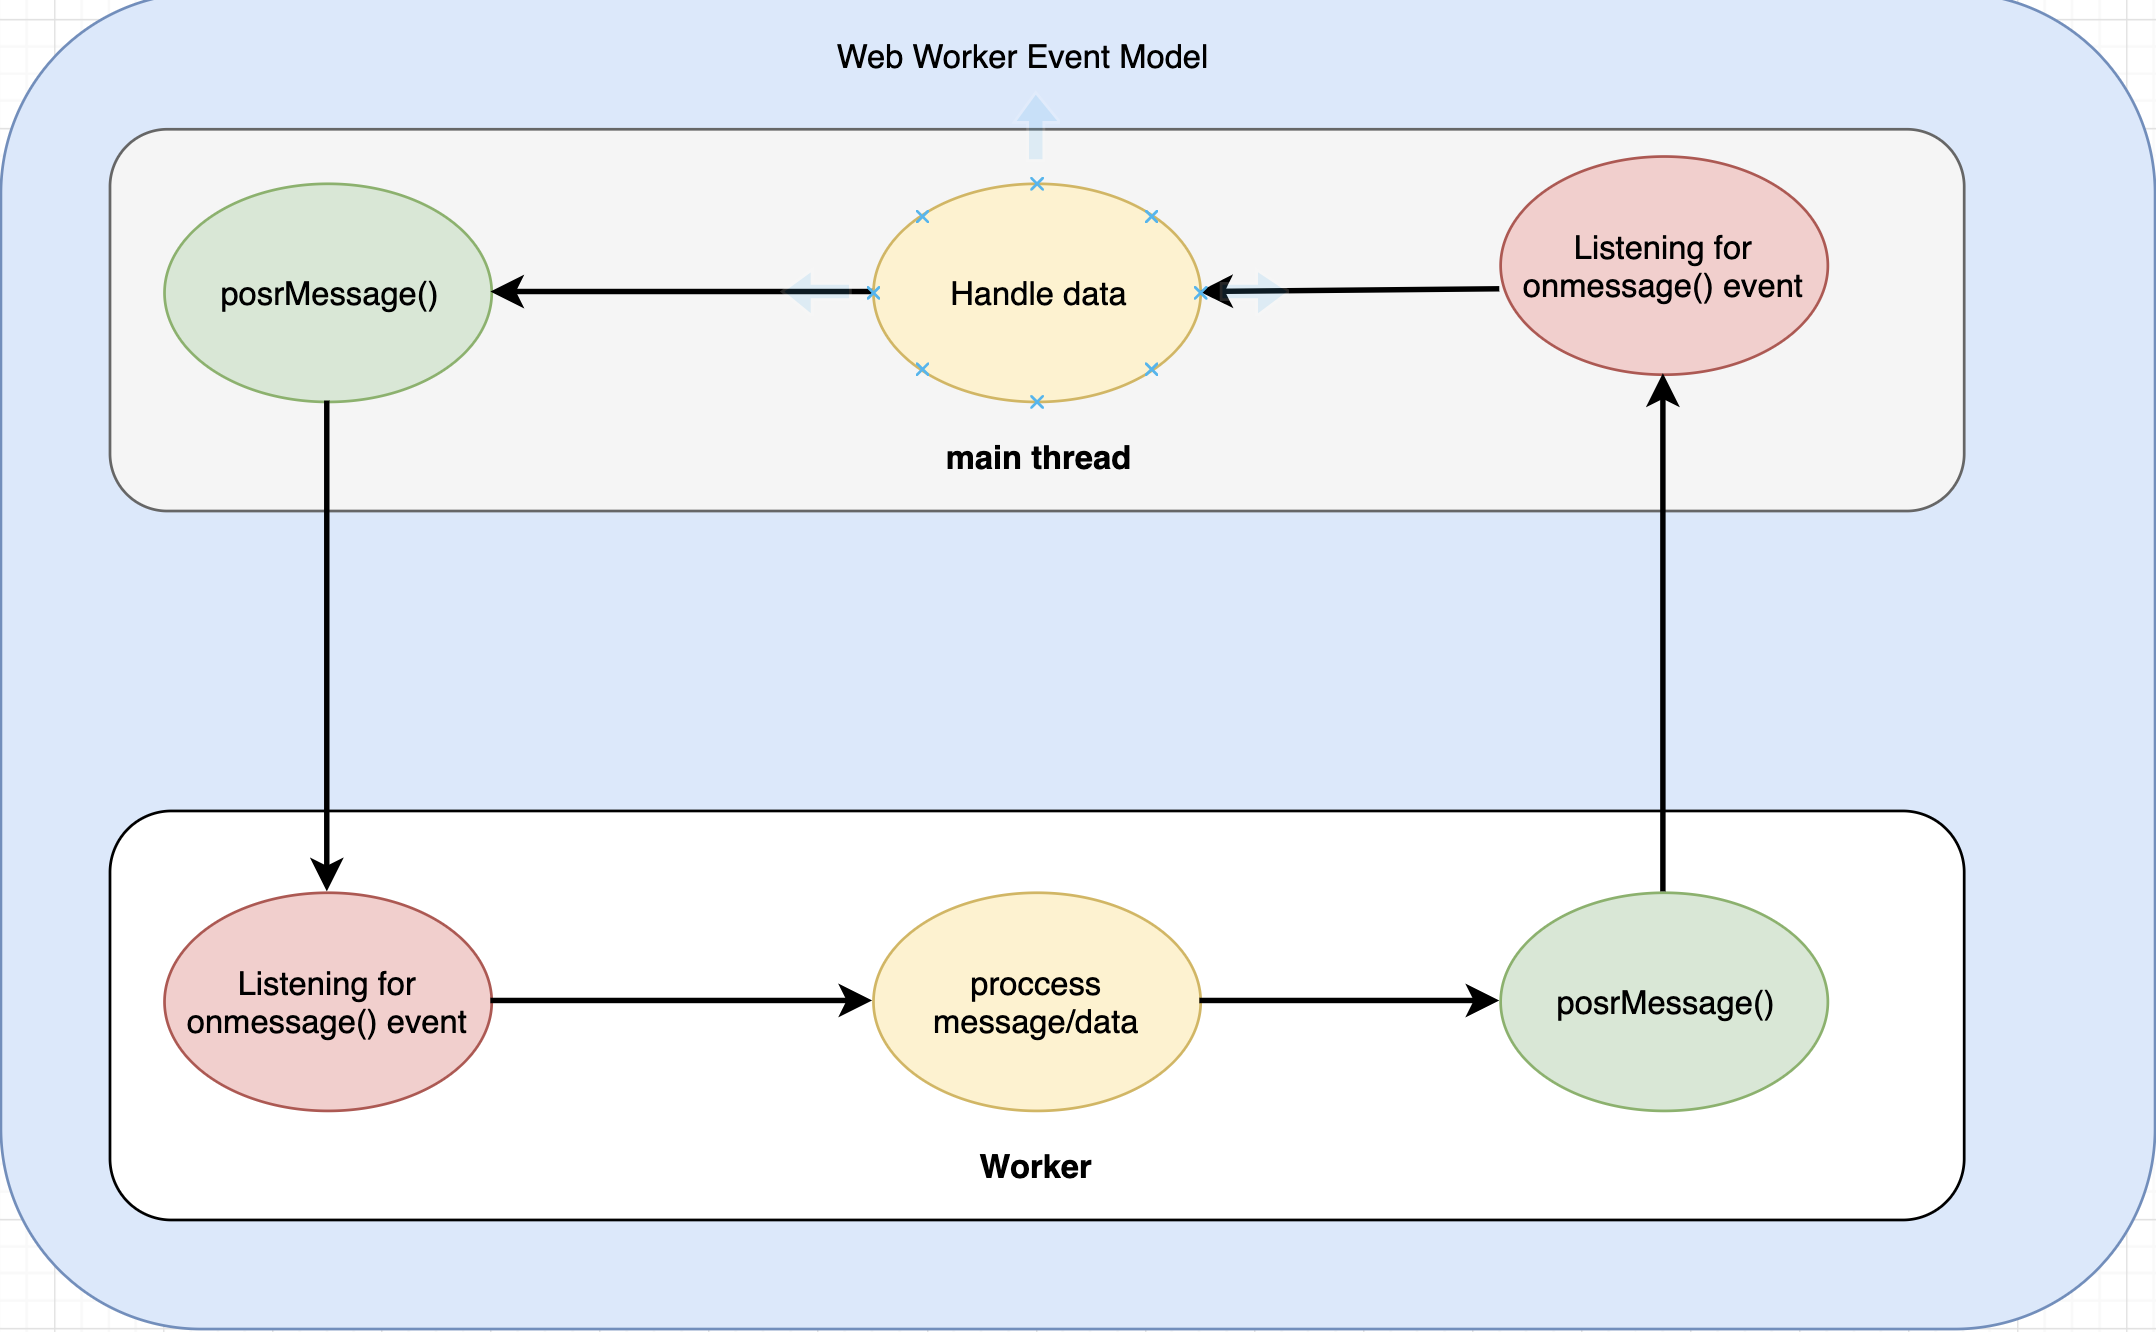 Web Worker Event Model
posrMessage()
Handle data
Listening for
onmessage() event
main thread
Listening for
onmessage() event
proccess
message/data
posrMessage()
Worker